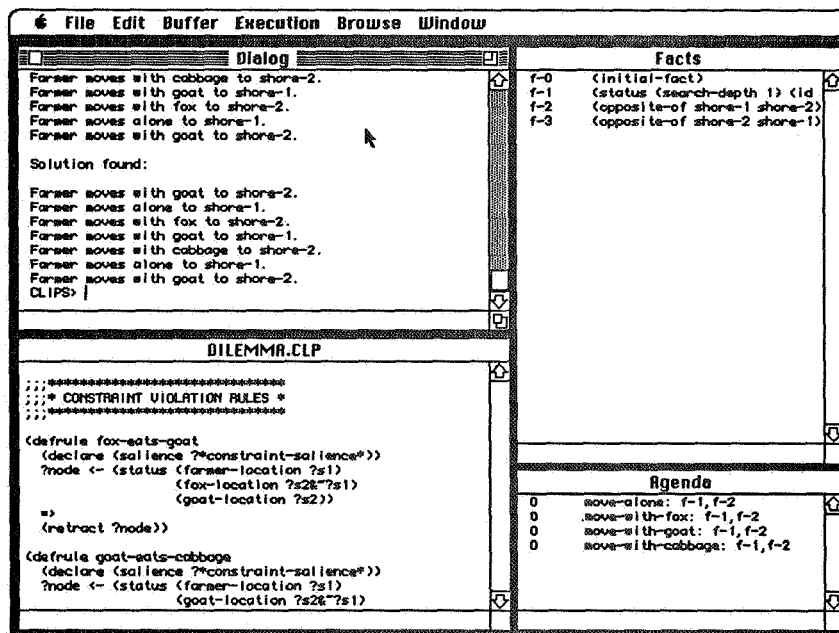 File Edit Buffer Execution Browse Window
Dialog
Farmer moves with cabbage to shore-2.
Farmer moves with goat to shore-1.
Farmer moves with fox to shore-2.
Farmer moves alone to shore-1.
Farmer moves with goat to shore-2.
Solution found:
Farmer moves with goat to shore-2.
Farmer moves alone to shore-1.
Farmer moves with fox to shore-2.
Farmer moves with goat to shore-1.
Farmer moves with cabbage to shore-2.
Farmer moves alone to shore-1.
Farmer moves with goat to shore-2.
CLIPS>
DILEMMA.CLP
;;;******************************
;;;* CONSTRAINT VIOLATION RULES *
;;;******************************
(defrule fox-eats-goat
(declare (salience ?*constraint-salience*))
?node <- (status (farmer-location ?s1)
(fox-location ?s2&~?s1)
(goat-location ?s2))
=>
(retract ?node))
(defrule goat-eats-cabbage
(declare (salience ?*constraint-salience*))
?node <- (status (farmer-location ?s1)
(goat-location ?s2&~?s1)
Facts
f-0 (initial-fact)
f-1 (status (search-depth 1) (id
f-2 (opposite-of shore-1 shore-2)
f-3 (opposite-of shore-2 shore-1)
Agenda
0 move-alone: f-1,f-2
0 move-with-fox: f-1,f-2
0 move-with-goat: f-1,f-2
0 move-with-cabbage: f-1,f-2